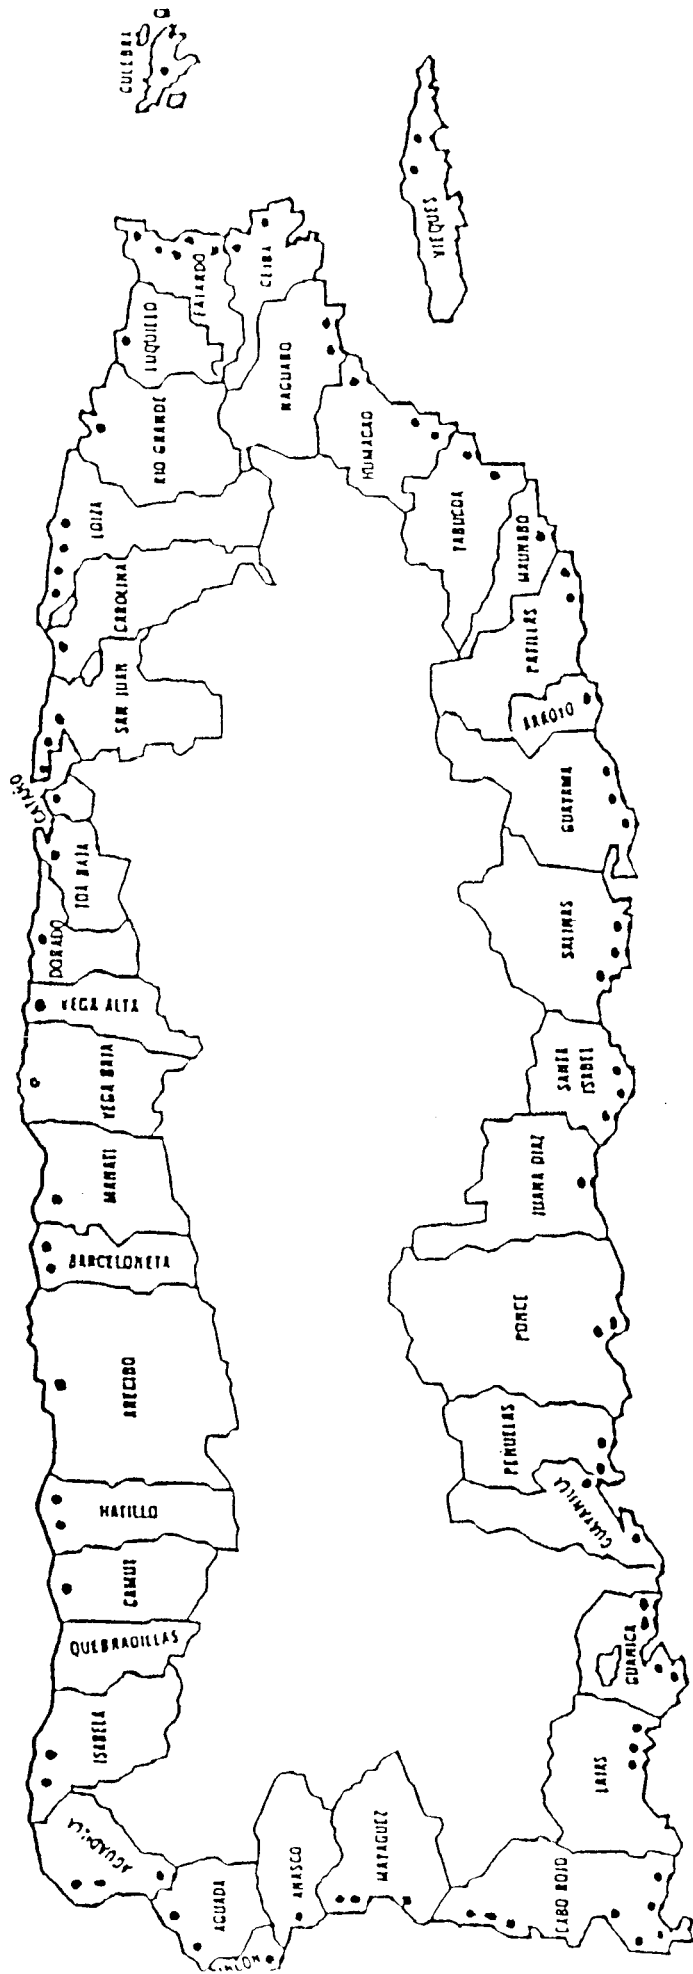 CULEBRA
VIEQUES
FAJARDO
CEIBA
LUQUILLO
RIO GRANDE
NAGUABO
HUMACAO
LOIZA
CAROLINA
SAN JUAN
YABUCOA
MAUNABO
PATILLAS
ARROYO
CATAÑO
TOA BAJA
DORADO
VEGA ALTA
VEGA BAJA
MANATI
BARCELONETA
ARECIBO
HATILLO
CAMUY
QUEBRADILLAS
ISABELA
AGUADILLA
AGUADA
RINCON
AÑASCO
MAYAGUEZ
CABO ROJO
LAJAS
GUANICA
GUAYANILLA
PEÑUELAS
PONCE
JUANA DIAZ
SANTA
ISABEL
SALINAS
GUAYAMA